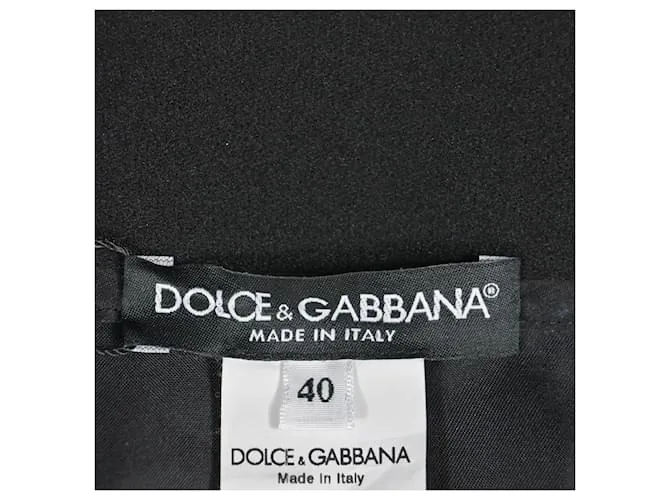 DOLCE & GABBANA®
MADE IN ITALY
40
DOLCE & GABBANA
Made in Italy